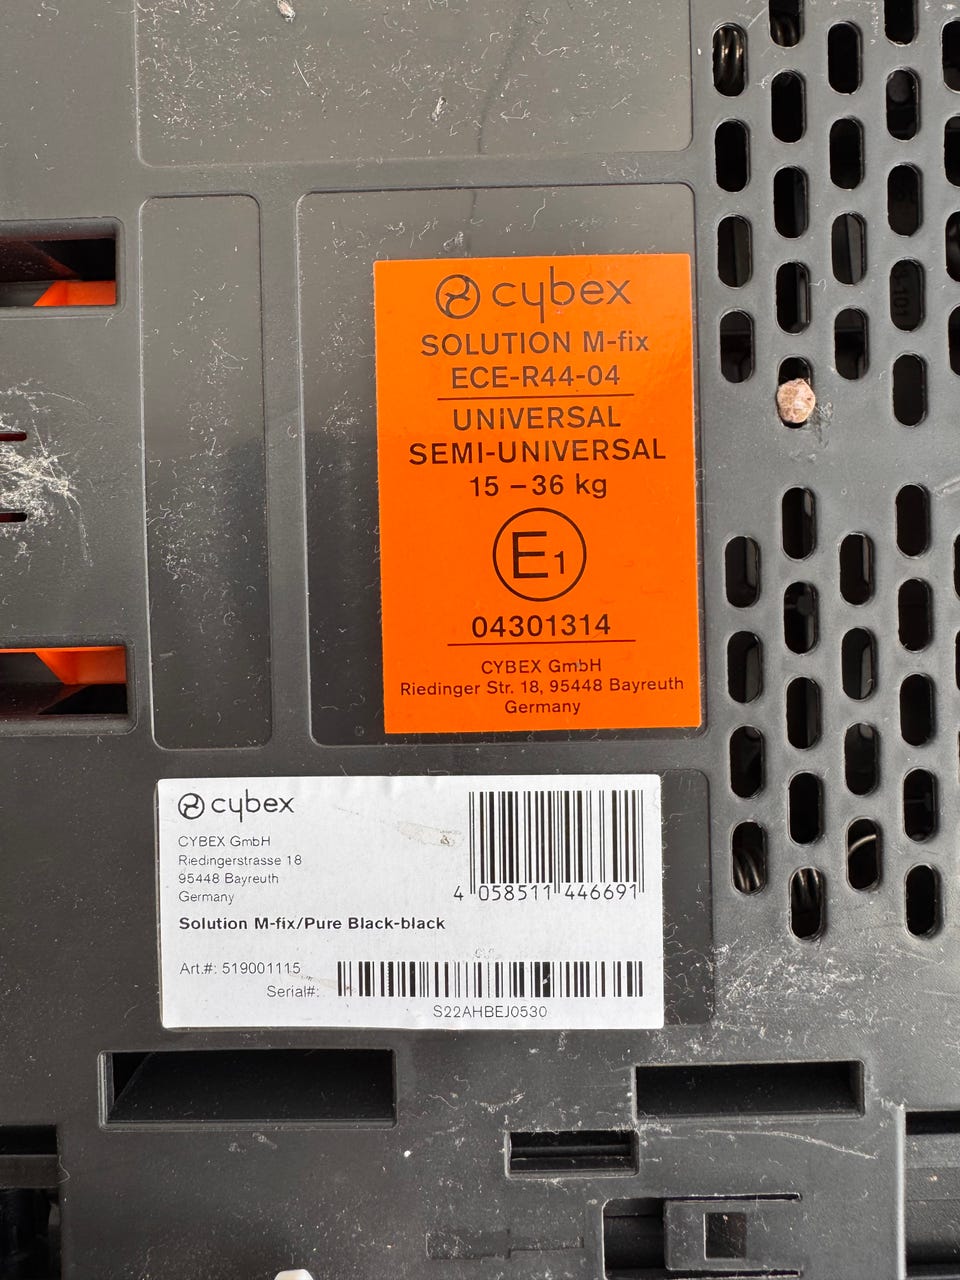 cybex
SOLUTION M-fix
ECE-R44-04
UNIVERSAL
SEMI-UNIVERSAL
15 – 36 kg
E1
04301314
CYBEX GmbH
Riedinger Str. 18, 95448 Bayreuth
Germany
cybex
CYBEX GmbH
Riedingerstrasse 18
95448 Bayreuth
Germany
4 058511 446691
Solution M-fix/Pure Black-black
Art.#: 519001115
Serial#:
S22AHBEJ0530